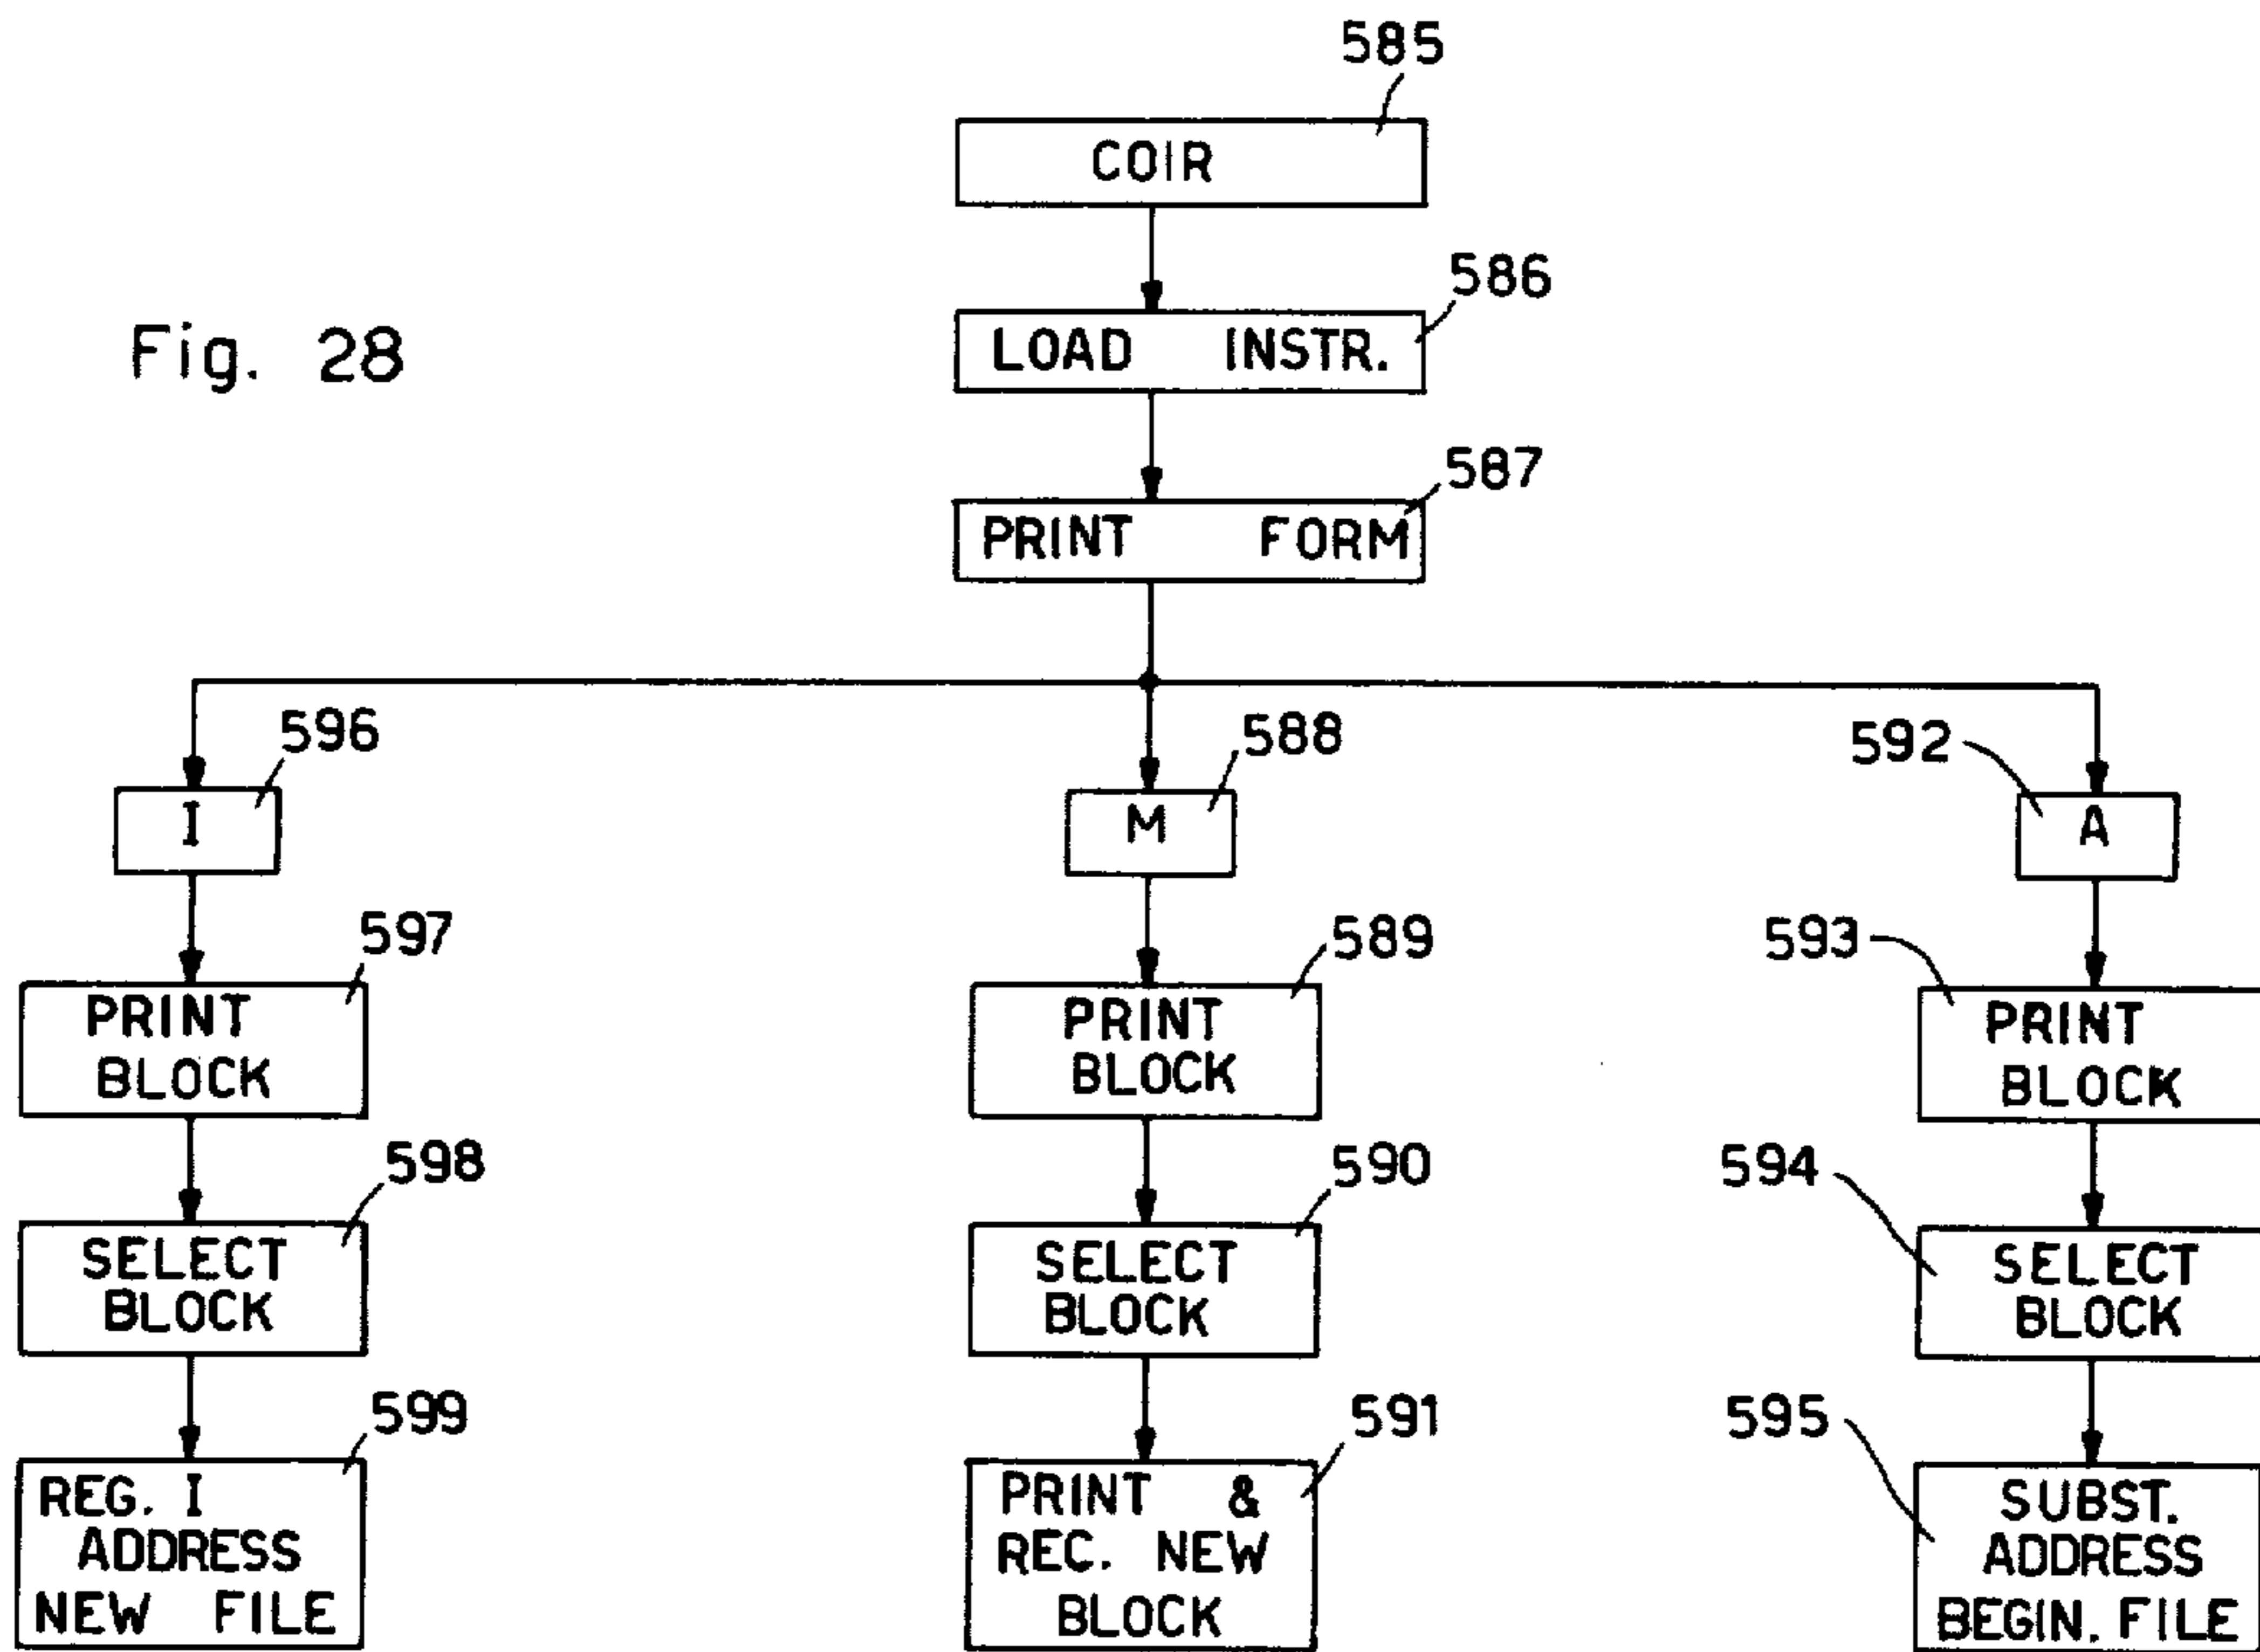 585
COIR
586
LOAD INSTR.
Fig. 28
587
PRINT FORM
596
I
588
M
592
A
597
PRINT
BLOCK
589
PRINT
BLOCK
593
PRINT
BLOCK
598
SELECT
BLOCK
590
SELECT
BLOCK
594
SELECT
BLOCK
599
REG. I
ADDRESS
NEW FILE
591
PRINT &
REC. NEW
BLOCK
595
SUBST.
ADDRESS
BEGIN. FILE